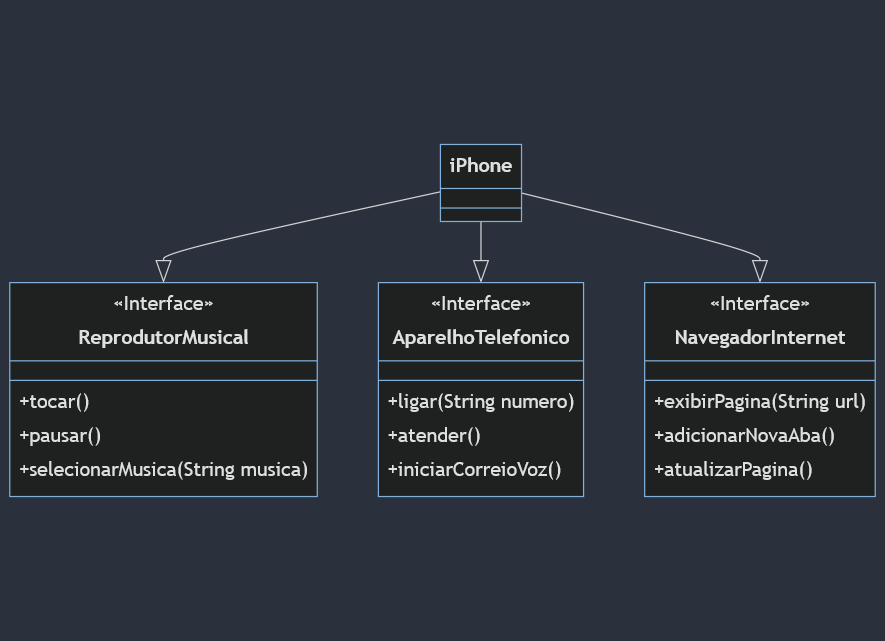 iPhone
«Interface»
ReprodutorMusical
+tocar()
+pausar()
+selecionarMusica(String musica)
«Interface»
AparelhoTelefonico
+ligar(String numero)
+atender()
+iniciarCorreioVoz()
«Interface»
NavegadorInternet
+exibirPagina(String url)
+adicionarNovaAba()
+atualizarPagina()